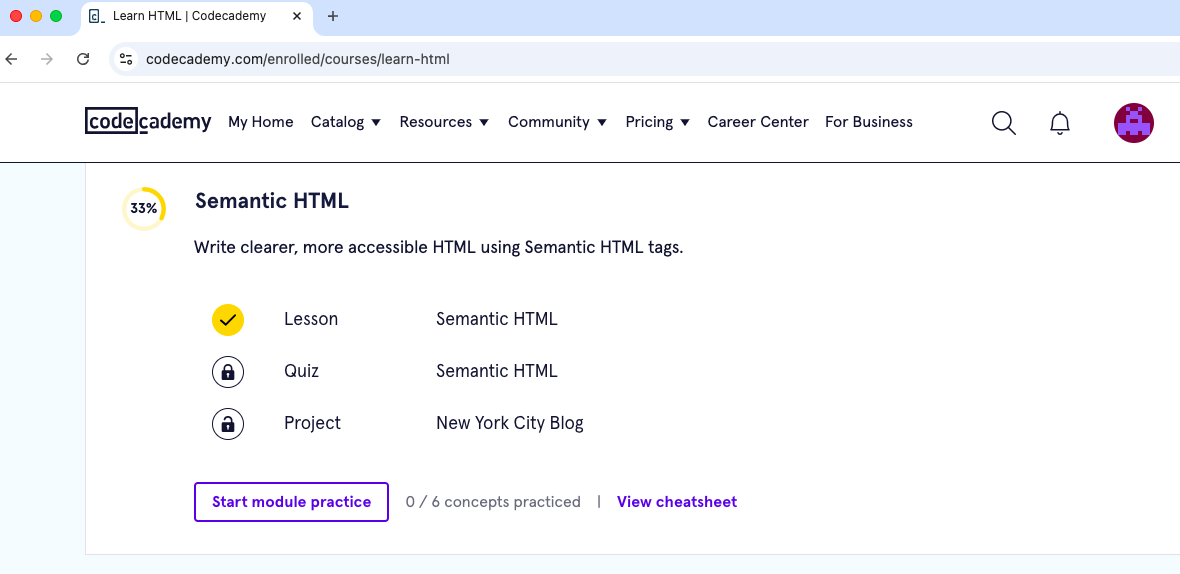 Learn HTML | Codecademy
codecademy.com/enrolled/courses/learn-html
codecademy My Home Catalog Resources Community Pricing Career Center For Business
33% Semantic HTML
Write clearer, more accessible HTML using Semantic HTML tags.
Lesson Semantic HTML
Quiz Semantic HTML
Project New York City Blog
Start module practice 0 / 6 concepts practiced | View cheatsheet